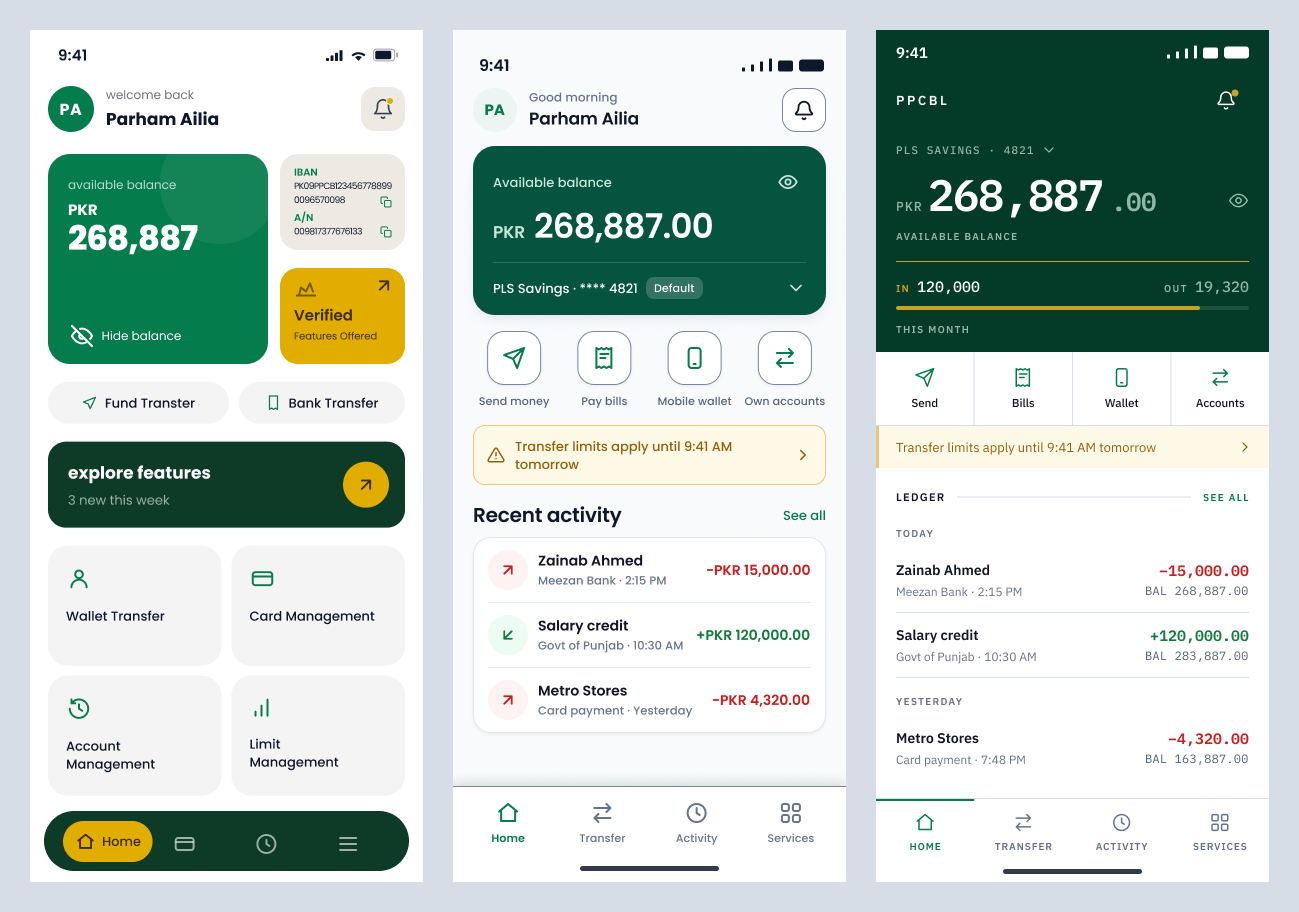 9:41
PA
welcome back
Parham Ailia
available balance
PKR
268,887
Hide balance
IBAN
PK09PPCB123456778899
0096570098
A/N
009817377676133
Verified
Features Offered
Fund Transter
Bank Transfer
explore features
3 new this week
Wallet Transfer
Card Management
Account
Management
Limit
Management
Home
9:41
PA
Good morning
Parham Ailia
Available balance
PKR 268,887.00
PLS Savings · **** 4821 Default
Send money
Pay bills
Mobile wallet
Own accounts
Transfer limits apply until 9:41 AM
tomorrow
Recent activity
See all
Zainab Ahmed
Meezan Bank · 2:15 PM
−PKR 15,000.00
Salary credit
Govt of Punjab · 10:30 AM
+PKR 120,000.00
Metro Stores
Card payment · Yesterday
−PKR 4,320.00
Home
Transfer
Activity
Services
9:41
PPCBL
PLS SAVINGS · 4821
PKR 268,887.00
AVAILABLE BALANCE
IN 120,000
OUT 19,320
THIS MONTH
Send
Bills
Wallet
Accounts
Transfer limits apply until 9:41 AM tomorrow
LEDGER
SEE ALL
TODAY
Zainab Ahmed
−15,000.00
Meezan Bank · 2:15 PM
BAL 268,887.00
Salary credit
+120,000.00
Govt of Punjab · 10:30 AM
BAL 283,887.00
YESTERDAY
Metro Stores
−4,320.00
Card payment · 7:48 PM
BAL 163,887.00
HOME
TRANSFER
ACTIVITY
SERVICES